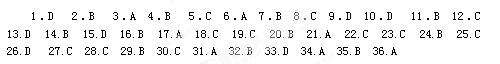 1.D 2.B 3.A 4.B 5.C 6.A 7.B 8.C 9.D 10.D 11.B 12.C
13.D 14.B 15.D 16.B 17.A 18.C 19.C 20.B 21.A 22.C 23.C 24.B 25.C
26.D 27.C 28.C 29.B 30.C 31.A 32.B 33.D 34.A 35.B 36.A